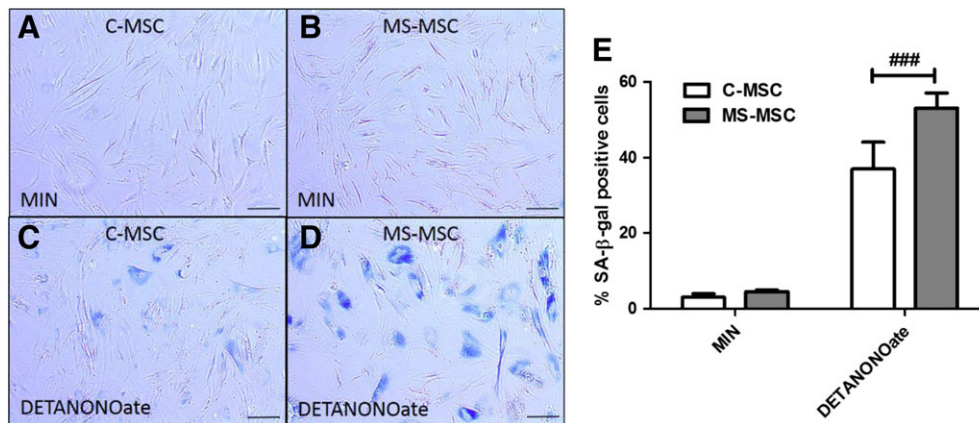 A
C-MSC
MIN
B
MS-MSC
MIN
C
C-MSC
DETANONOate
D
MS-MSC
DETANONOate
E
###
C-MSC
MS-MSC
% SA-β-gal positive cells
60
40
20
0
MIN
DETANONOate